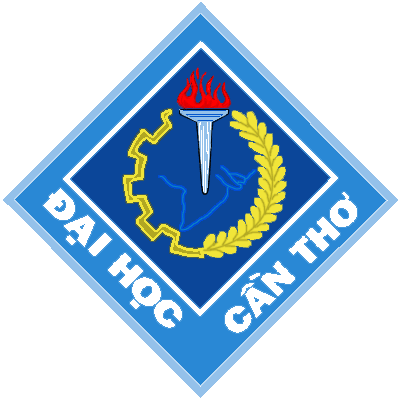 ĐẠI HỌC
CẦN THƠ